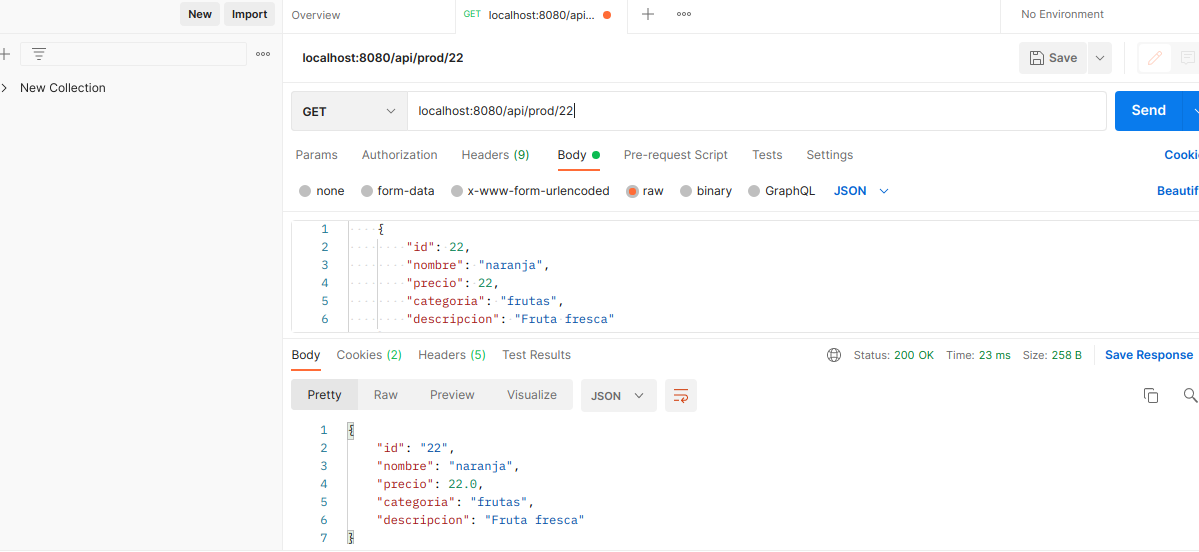 New Import Overview GET localhost:8080/api... No Environment
localhost:8080/api/prod/22 Save
New Collection
GET localhost:8080/api/prod/22 Send
Params Authorization Headers (9) Body Pre-request Script Tests Settings Cooki
none form-data x-www-form-urlencoded raw binary GraphQL JSON Beautif
1 {
2 "id": 22,
3 "nombre": "naranja",
4 "precio": 22,
5 "categoria": "frutas",
6 "descripcion": "Fruta fresca"
Body Cookies (2) Headers (5) Test Results Status: 200 OK Time: 23 ms Size: 258 B Save Response
Pretty Raw Preview Visualize JSON
1 {
2 "id": "22",
3 "nombre": "naranja",
4 "precio": 22.0,
5 "categoria": "frutas",
6 "descripcion": "Fruta fresca"
7 }